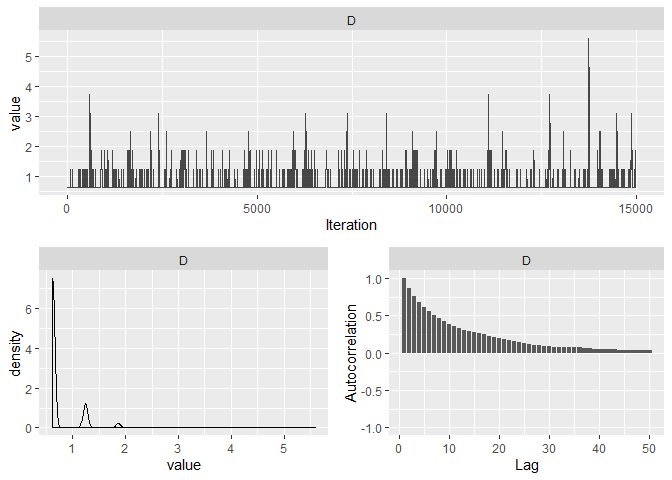 D
5
4
3
2
1
value
0 5000 10000 15000
Iteration
D
6
4
2
0
density
1 2 3 4 5
value
D
1.0
0.5
0.0
-0.5
-1.0
Autocorrelation
0 10 20 30 40 50
Lag